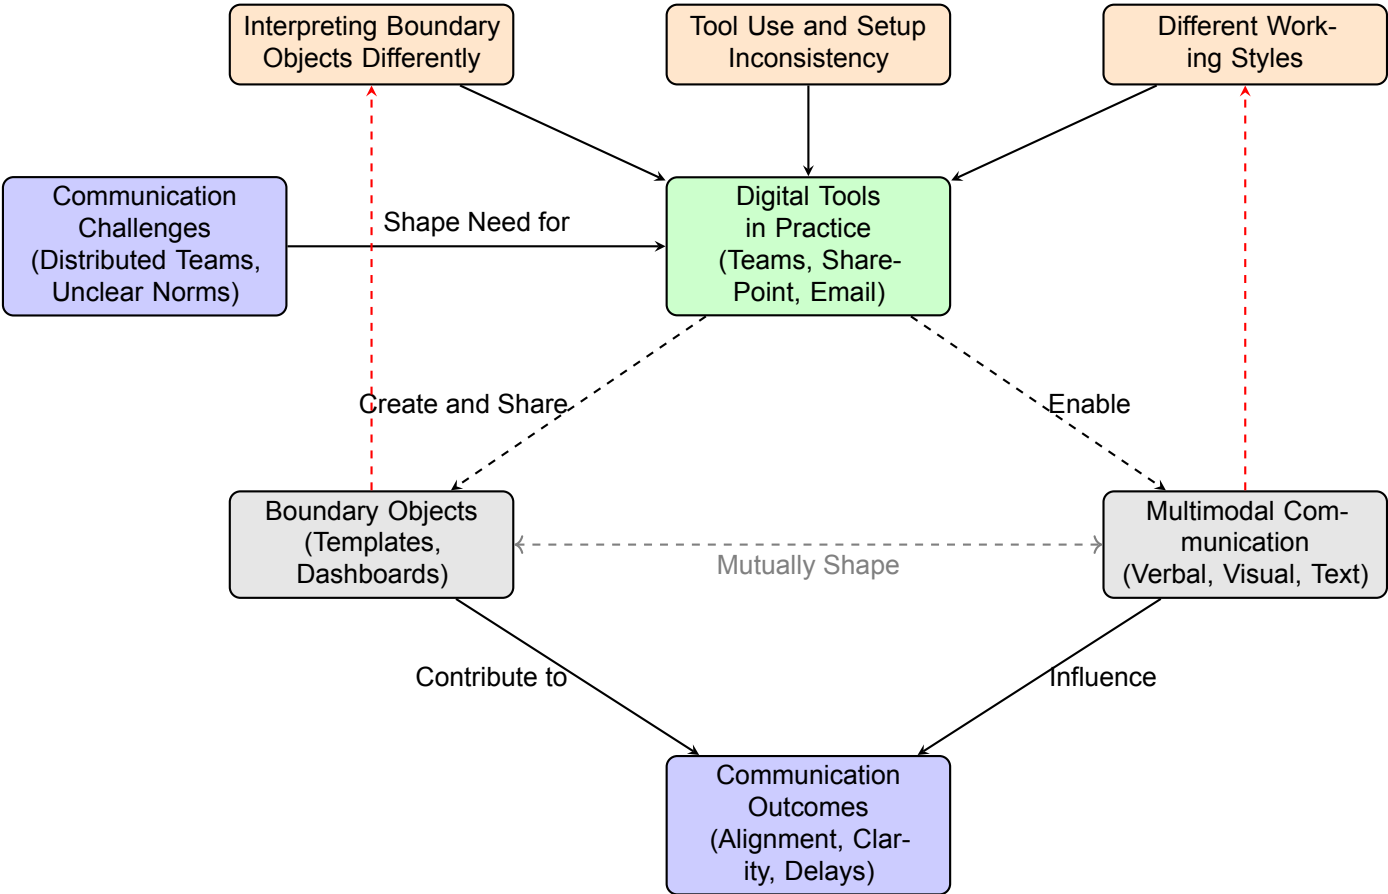 Interpreting Boundary
Objects Differently
Tool Use and Setup
Inconsistency
Different Work-
ing Styles
Communication
Challenges
(Distributed Teams,
Unclear Norms)
Shape Need for
Digital Tools
in Practice
(Teams, Share-
Point, Email)
Create and Share
Enable
Boundary Objects
(Templates,
Dashboards)
Mutually Shape
Multimodal Com-
munication
(Verbal, Visual, Text)
Contribute to
Influence
Communication
Outcomes
(Alignment, Clar-
ity, Delays)